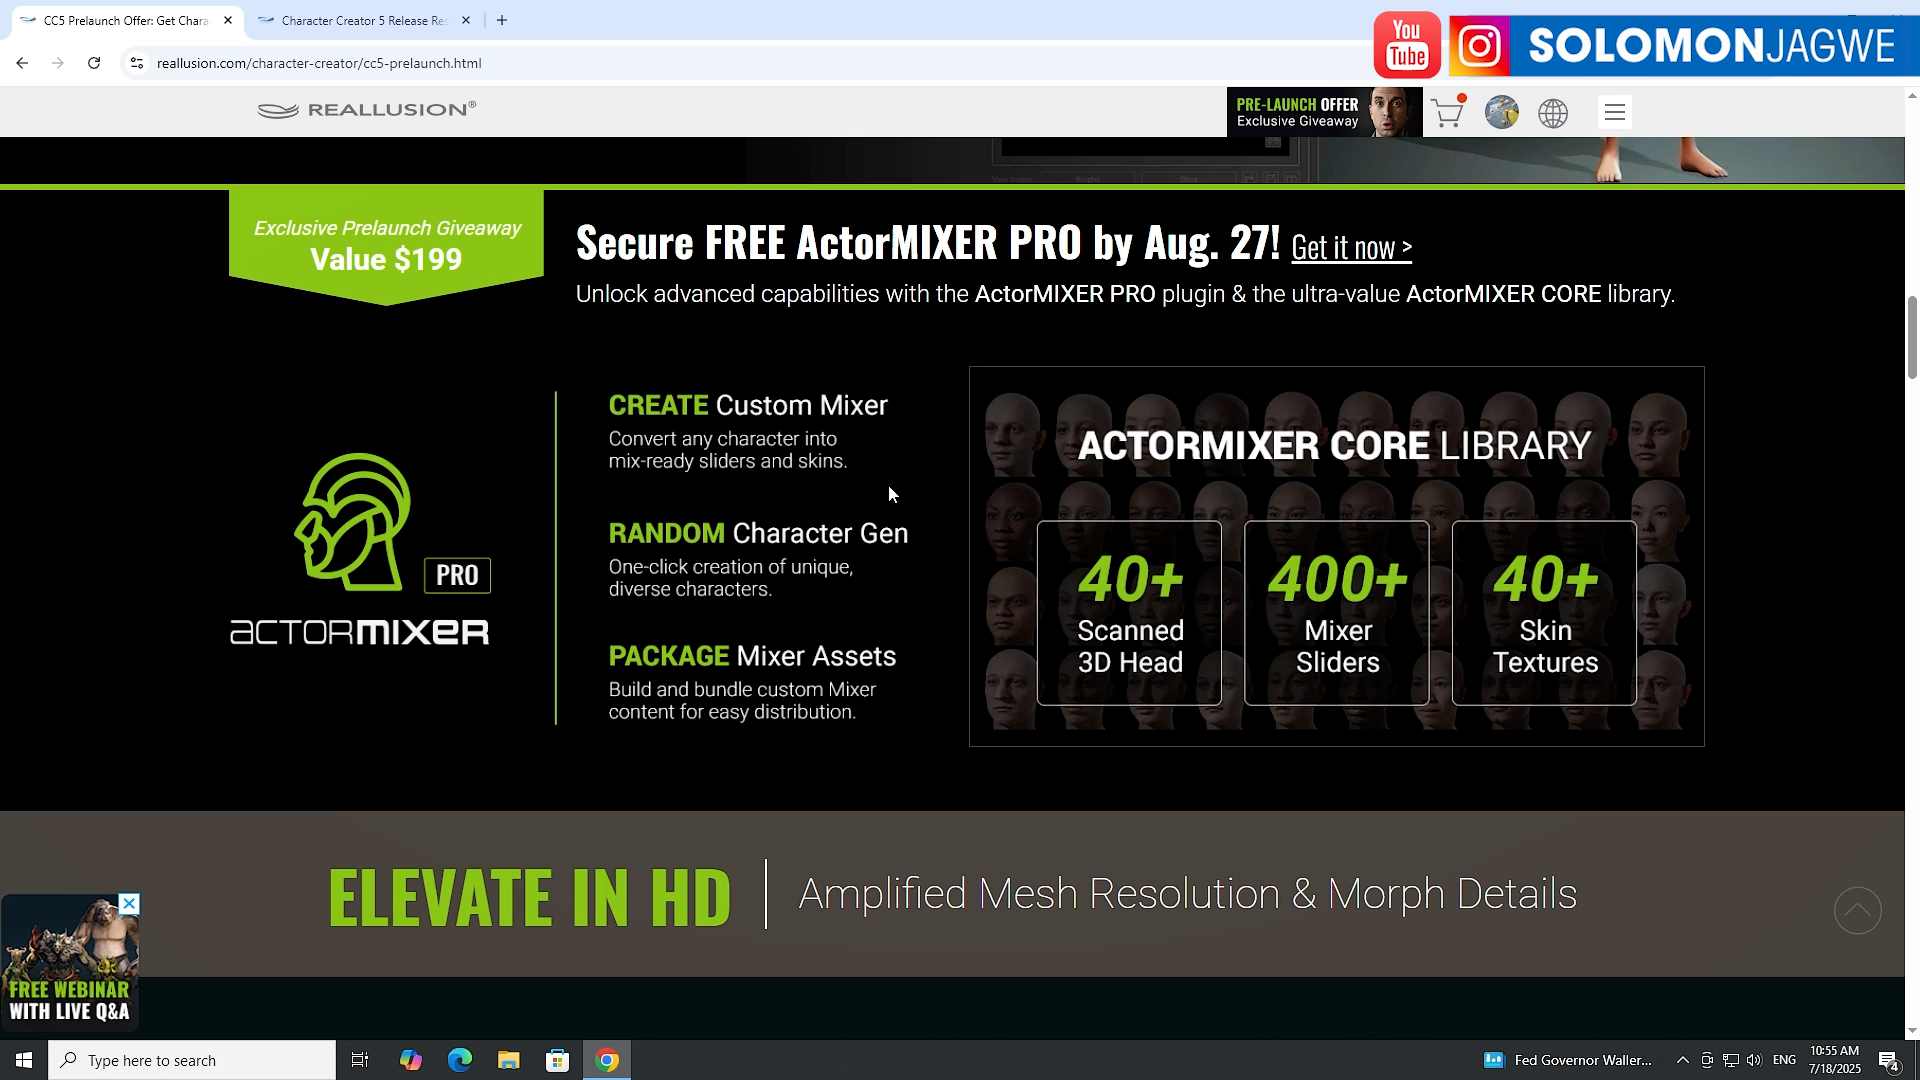 CC5 Prelaunch Offer: Get Chara
Character Creator 5 Release Re
reallusion.com/character-creator/cc5-prelaunch.html
You
Tube
SOLOMONJAGWE
REALLUSION®
PRE-LAUNCH OFFER
Exclusive Giveaway
Exclusive Prelaunch Giveaway
Value $199
Secure FREE ActorMIXER PRO by Aug. 27! Get it now >
Unlock advanced capabilities with the ActorMIXER PRO plugin & the ultra-value ActorMIXER CORE library.
PRO
ACTORMIXER
CREATE Custom Mixer
Convert any character into
mix-ready sliders and skins.
RANDOM Character Gen
One-click creation of unique,
diverse characters.
PACKAGE Mixer Assets
Build and bundle custom Mixer
content for easy distribution.
ACTORMIXER CORE LIBRARY
40+
Scanned
3D Head
400+
Mixer
Sliders
40+
Skin
Textures
ELEVATE IN HD
Amplified Mesh Resolution & Morph Details
FREE WEBINAR
WITH LIVE Q&A
Type here to search
Fed Governor Waller...
ENG
10:55 AM
7/18/2025
4